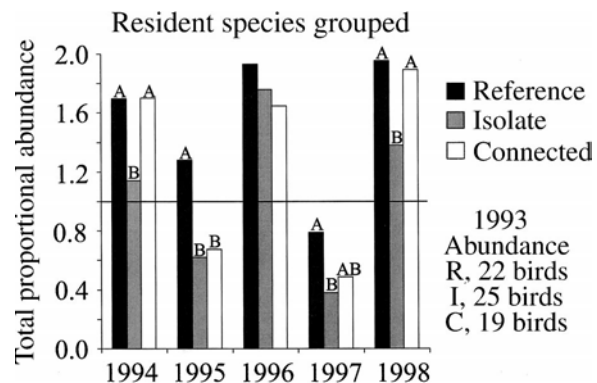 Resident species grouped
Total proportional abundance
2.0
1.6
1.2
0.8
0.4
0.0
A A
B
A
B B
A
B AB
A
B
A
1994 1995 1996 1997 1998
Reference
Isolate
Connected
1993
Abundance
R, 22 birds
I, 25 birds
C, 19 birds